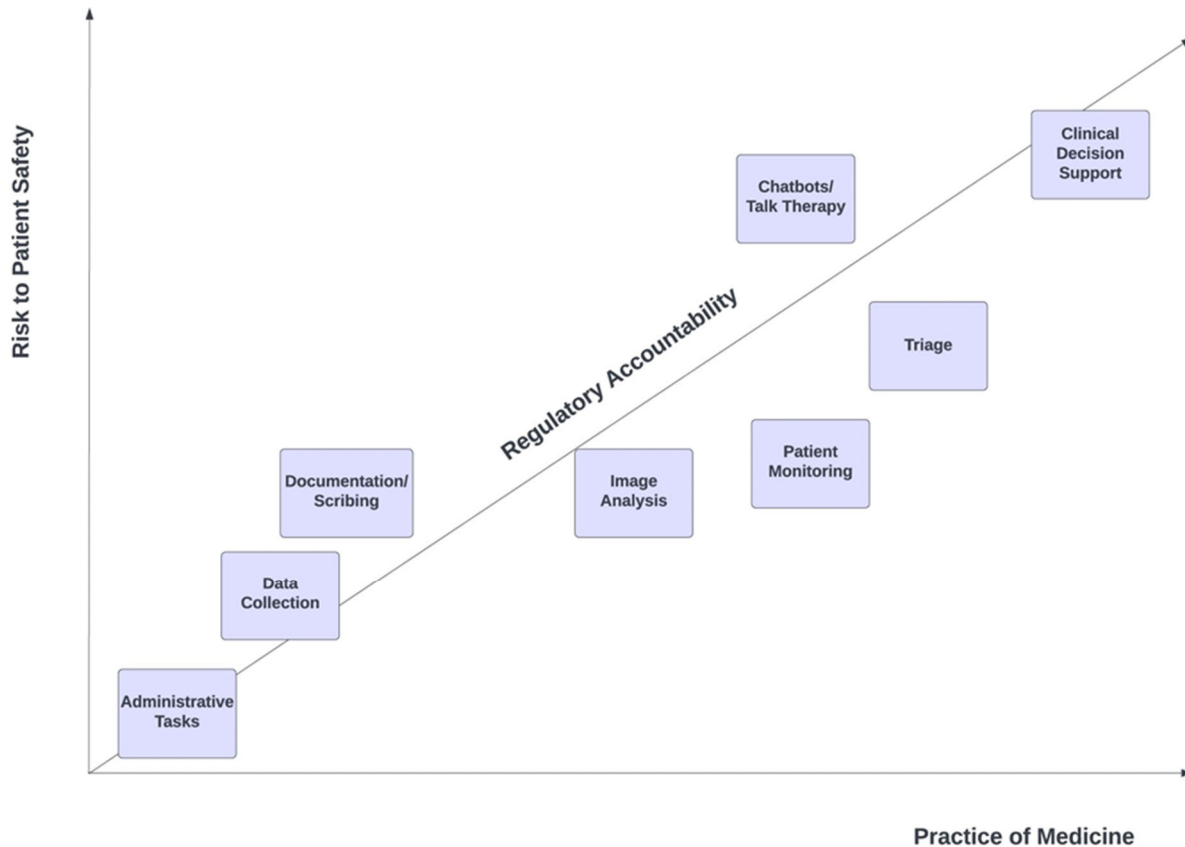 Risk to Patient Safety
Clinical
Decision
Support
Chatbots/
Talk Therapy
Regulatory Accountability
Triage
Patient
Monitoring
Documentation/
Scribing
Image
Analysis
Data
Collection
Administrative
Tasks
Practice of Medicine